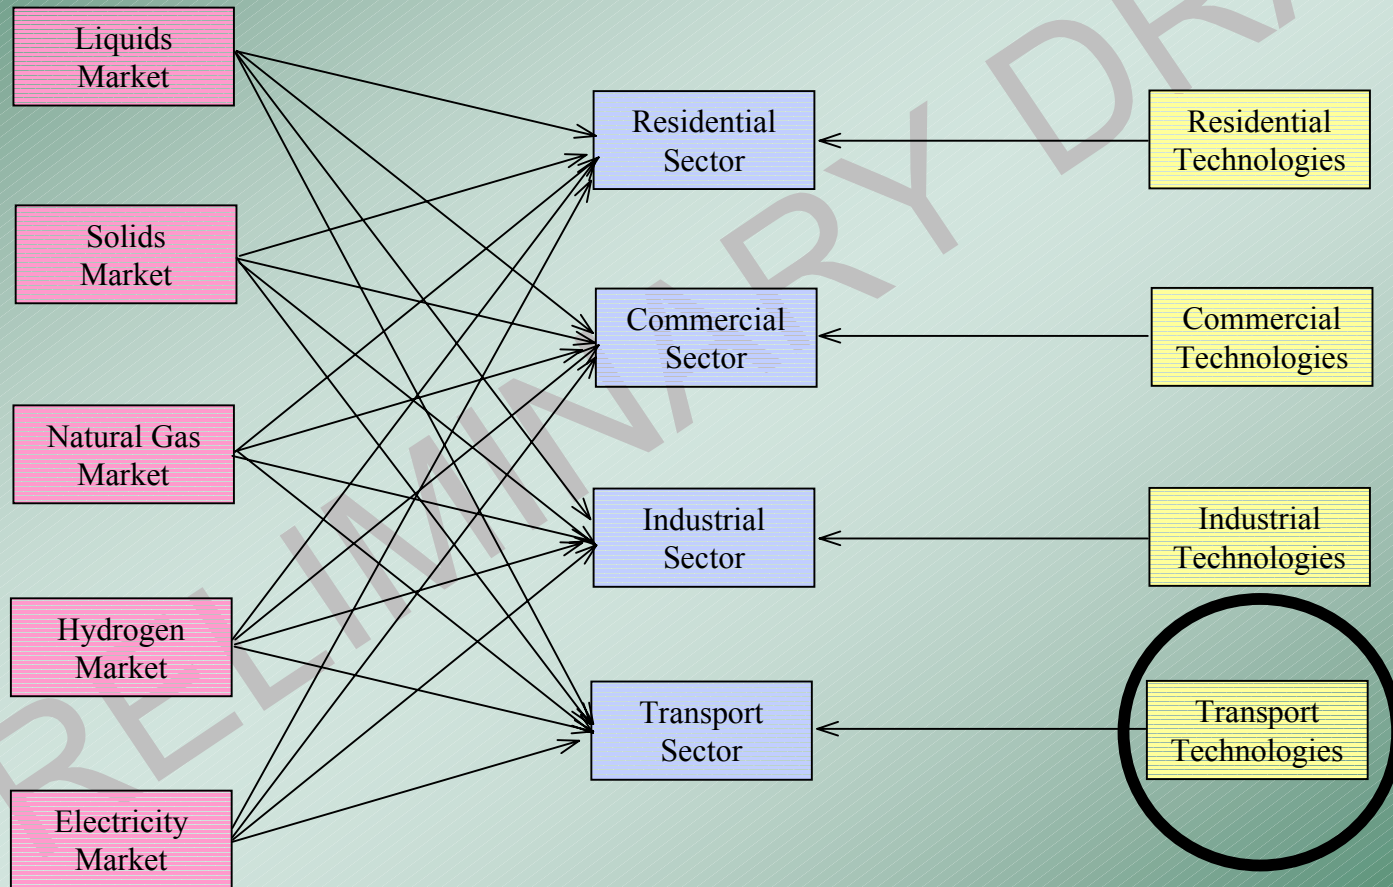 Liquids
Market
Solids
Market
Natural Gas
Market
Hydrogen
Market
Electricity
Market
Residential
Sector
Commercial
Sector
Industrial
Sector
Transport
Sector
Residential
Technologies
Commercial
Technologies
Industrial
Technologies
Transport
Technologies
RELIMINARY DRA